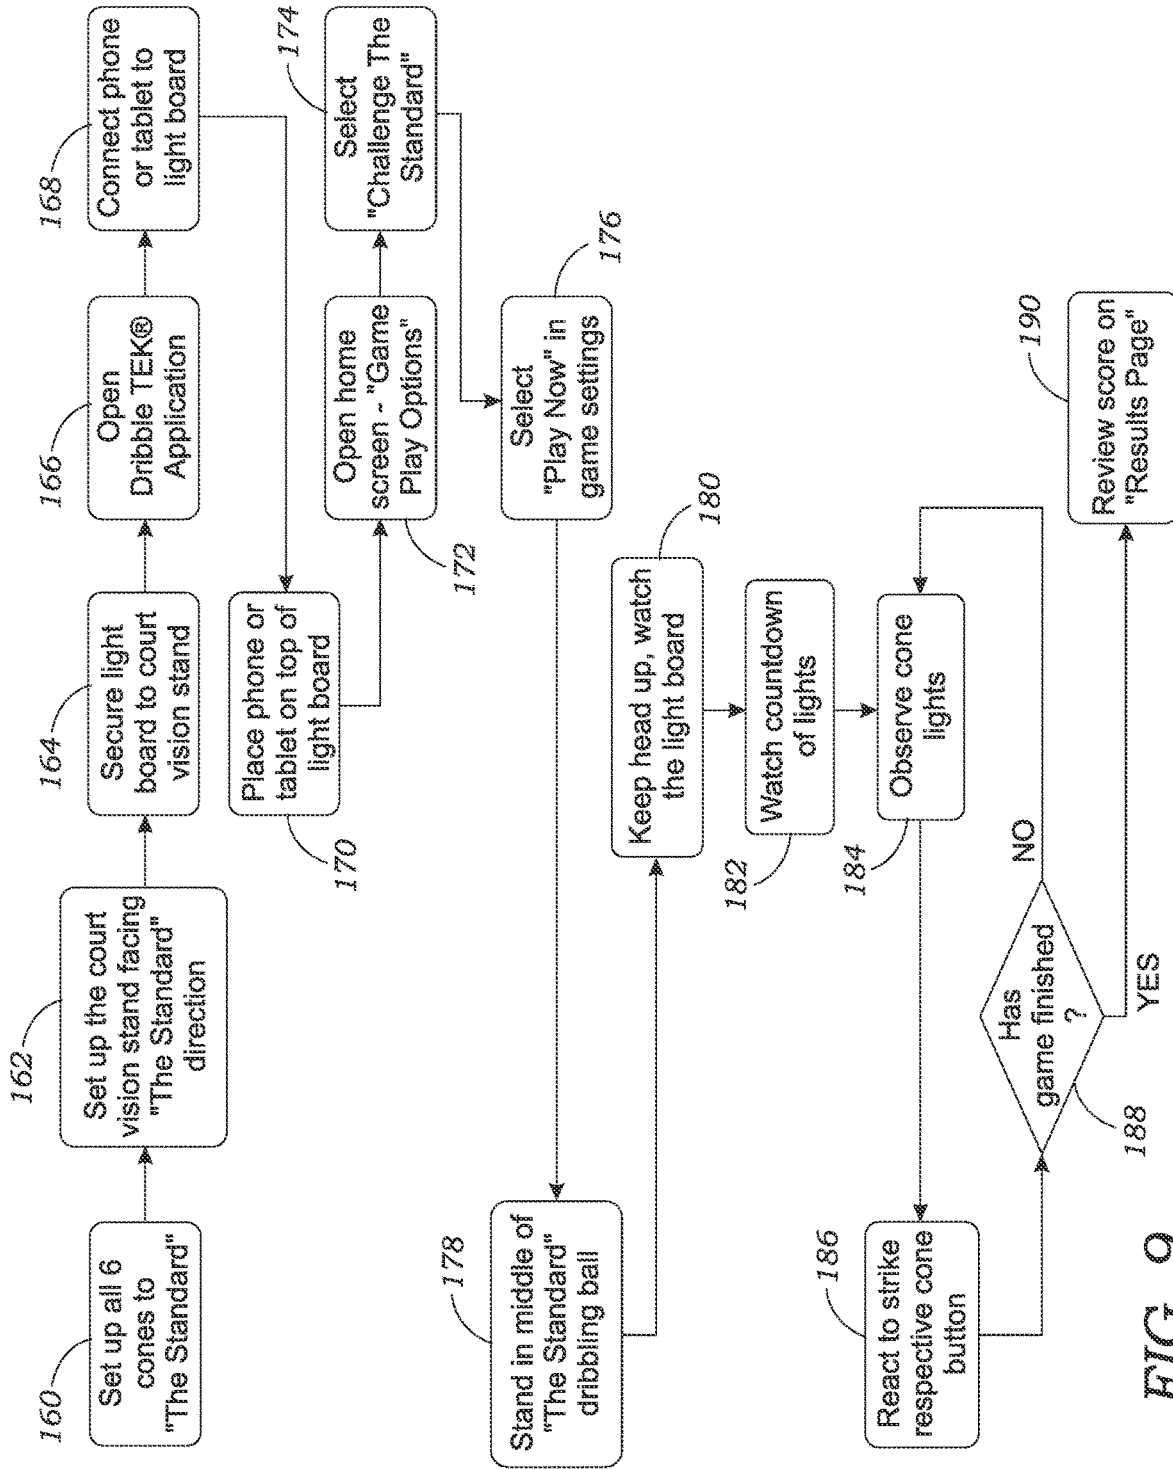 160
Set up all 6
cones to
"The Standard"
162
Set up the court
vision stand facing
"The Standard"
direction
164
Secure light
board to court
vision stand
166
Open
Dribble TEK®
Application
168
Connect phone
or tablet to
light board
170
Place phone or
tablet on top of
light board
172
Open home
screen - "Game
Play Options"
174
Select
"Challenge The
Standard"
176
Select
"Play Now" in
game settings
178
Stand in middle of
"The Standard"
dribbling ball
180
Keep head up, watch
the light board
182
Watch countdown
of lights
184
Observe cone
lights
186
React to strike
respective cone
button
188
Has
game finished
?
NO
YES
190
Review score on
"Results Page"
FIG. 9